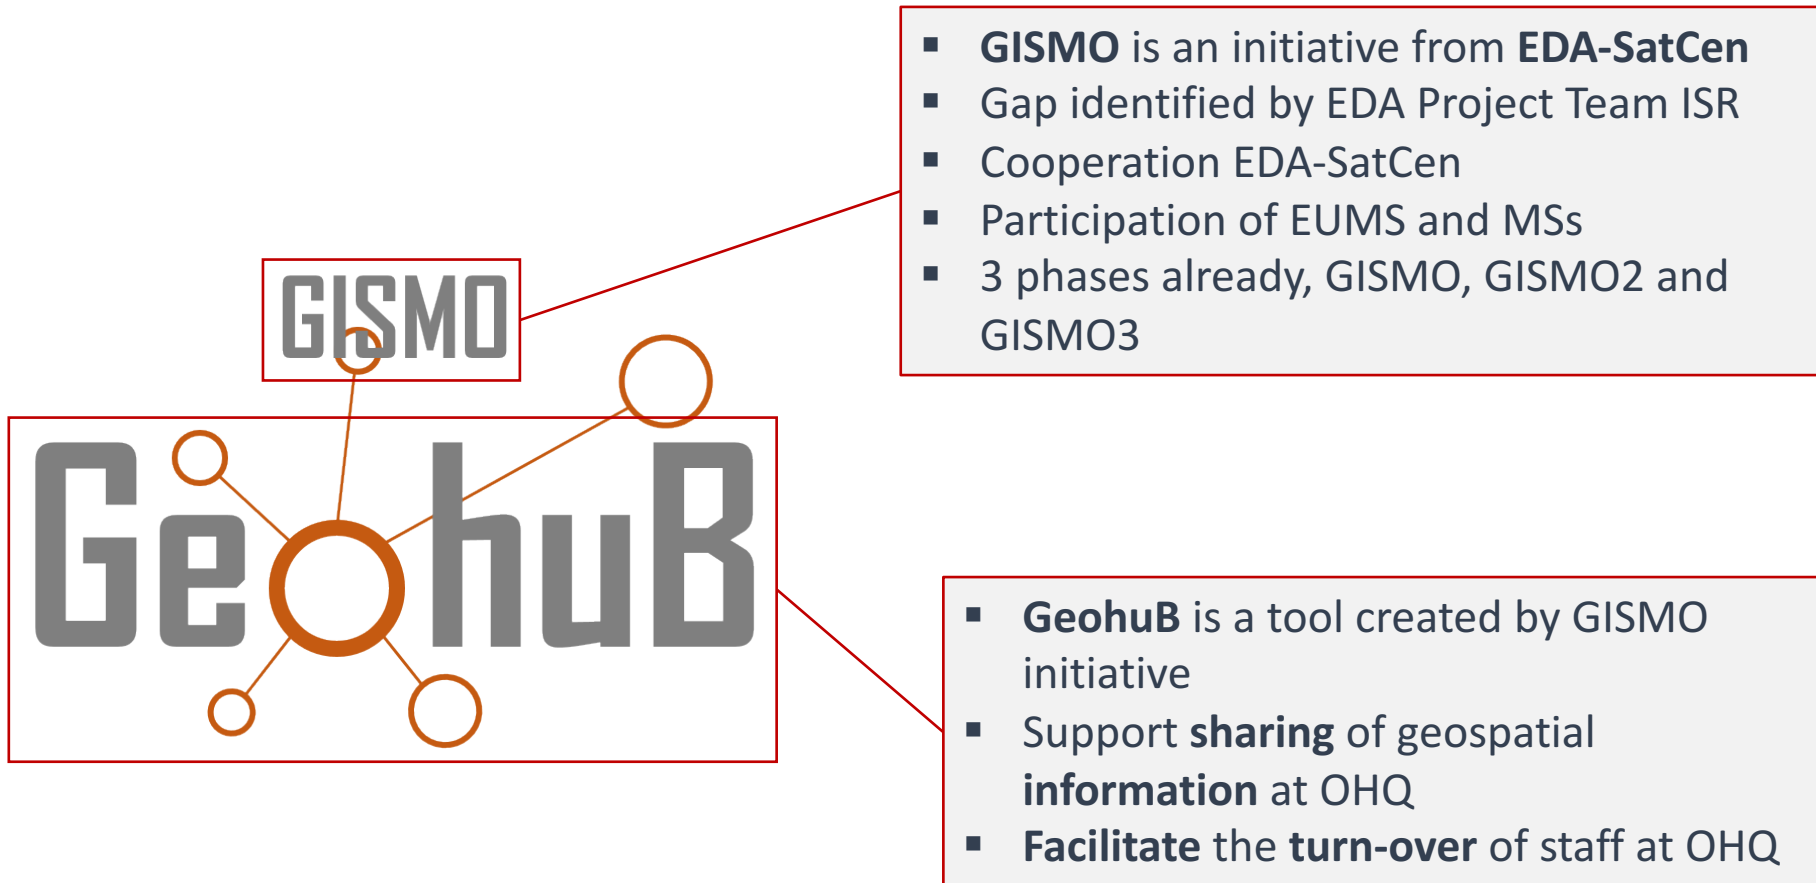 GISMO
GeohuB
▪ GISMO is an initiative from EDA-SatCen
▪ Gap identified by EDA Project Team ISR
▪ Cooperation EDA-SatCen
▪ Participation of EUMS and MSs
▪ 3 phases already, GISMO, GISMO2 and
GISMO3
▪ GeohuB is a tool created by GISMO
initiative
▪ Support sharing of geospatial
information at OHQ
▪ Facilitate the turn-over of staff at OHQ